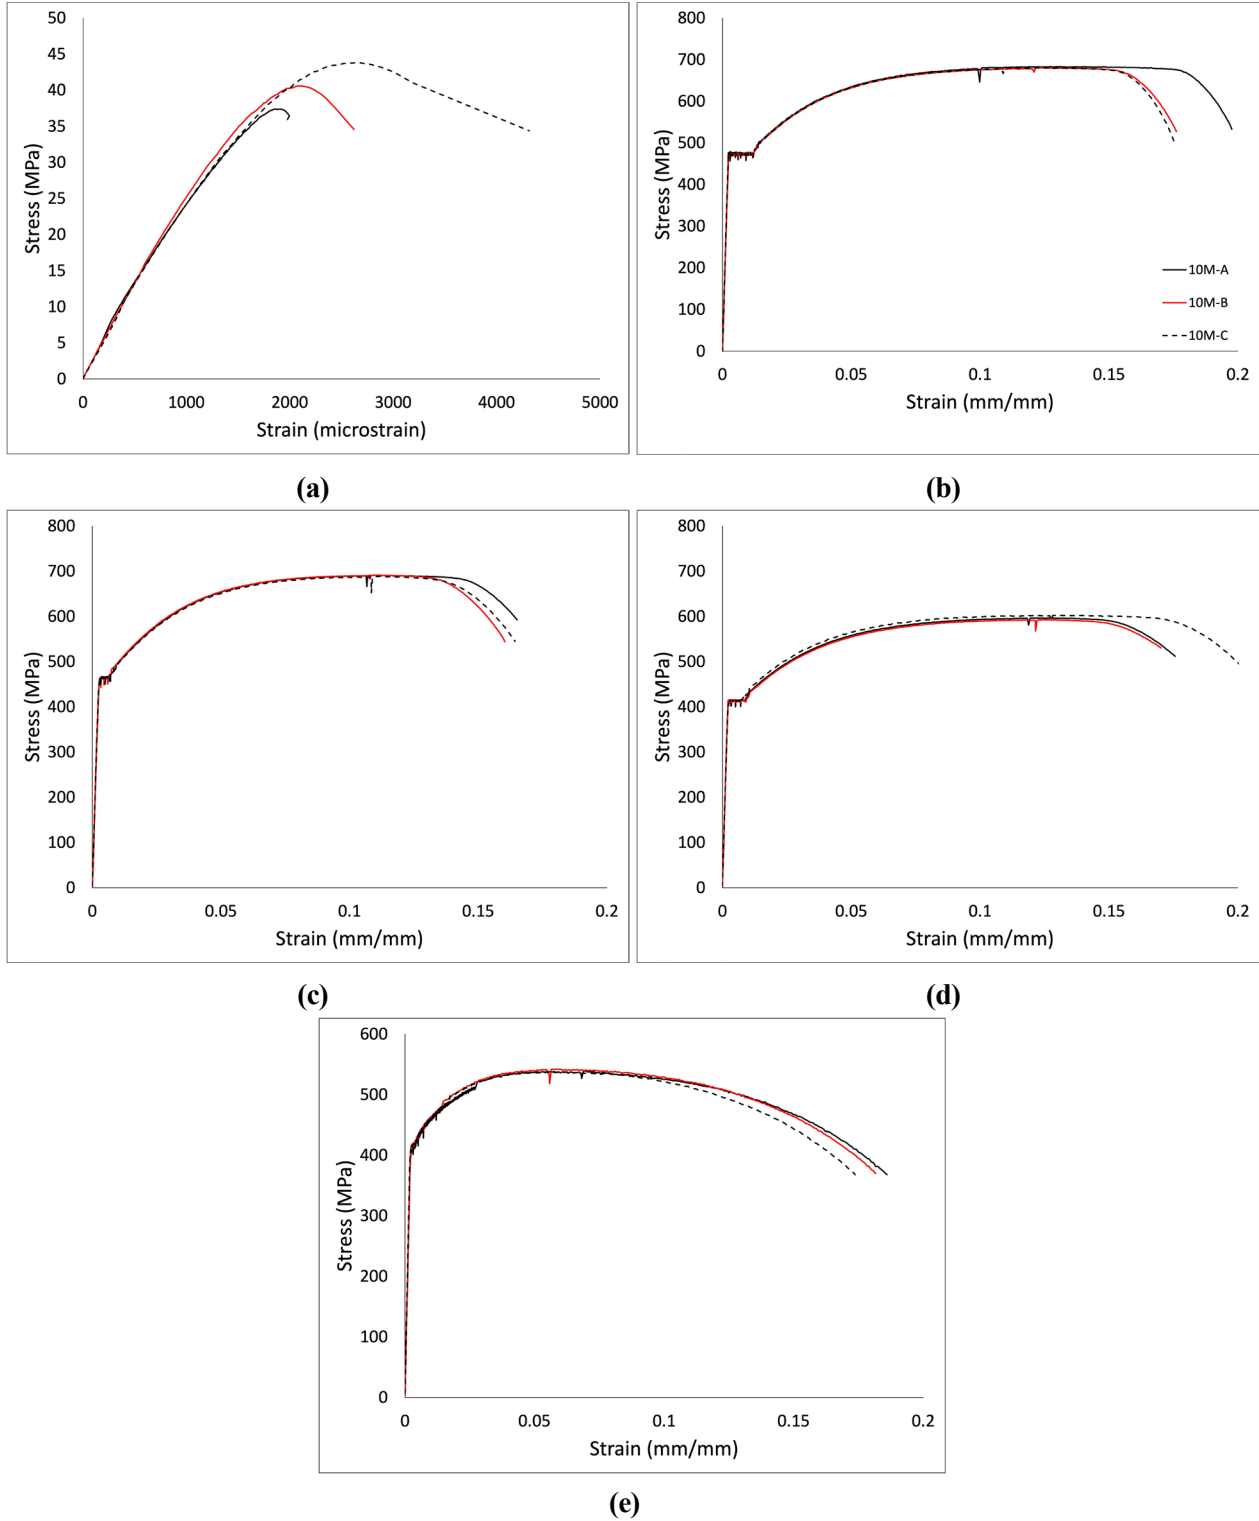 50
45
40
35
30
25
20
15
10
5
0
Stress (MPa)
0 1000 2000 3000 4000 5000
Strain (microstrain)
(a)
800
700
600
500
400
300
200
100
0
Stress (MPa)
10M-A
10M-B
10M-C
0 0.05 0.1 0.15 0.2
Strain (mm/mm)
(b)
800
700
600
500
400
300
200
100
0
Stress (MPa)
0 0.05 0.1 0.15 0.2
Strain (mm/mm)
(c)
800
700
600
500
400
300
200
100
0
Stress (MPa)
0 0.05 0.1 0.15 0.2
Strain (mm/mm)
(d)
600
500
400
300
200
100
0
Stress (MPa)
0 0.05 0.1 0.15 0.2
Strain (mm/mm)
(e)